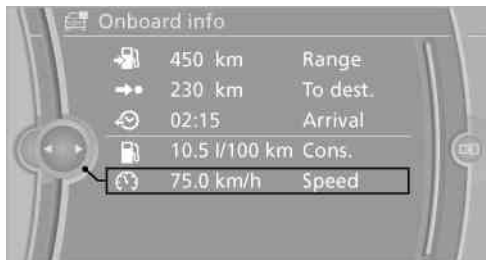 Onboard info
450 km Range
230 km To dest.
02:15 Arrival
10.5 l/100 km Cons.
75.0 km/h Speed